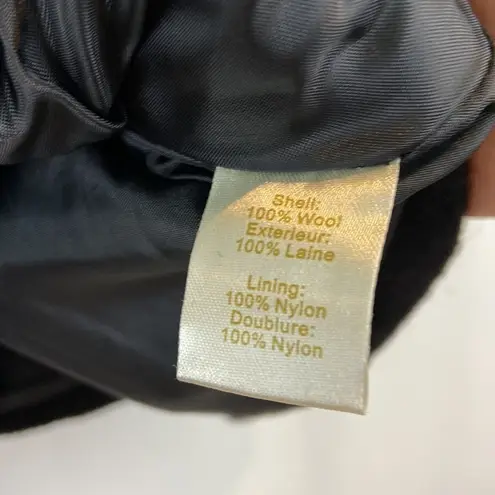 Shell:
100% Wool
Exterieur:
100% Laine
Lining:
100% Nylon
Doublure:
100% Nylon